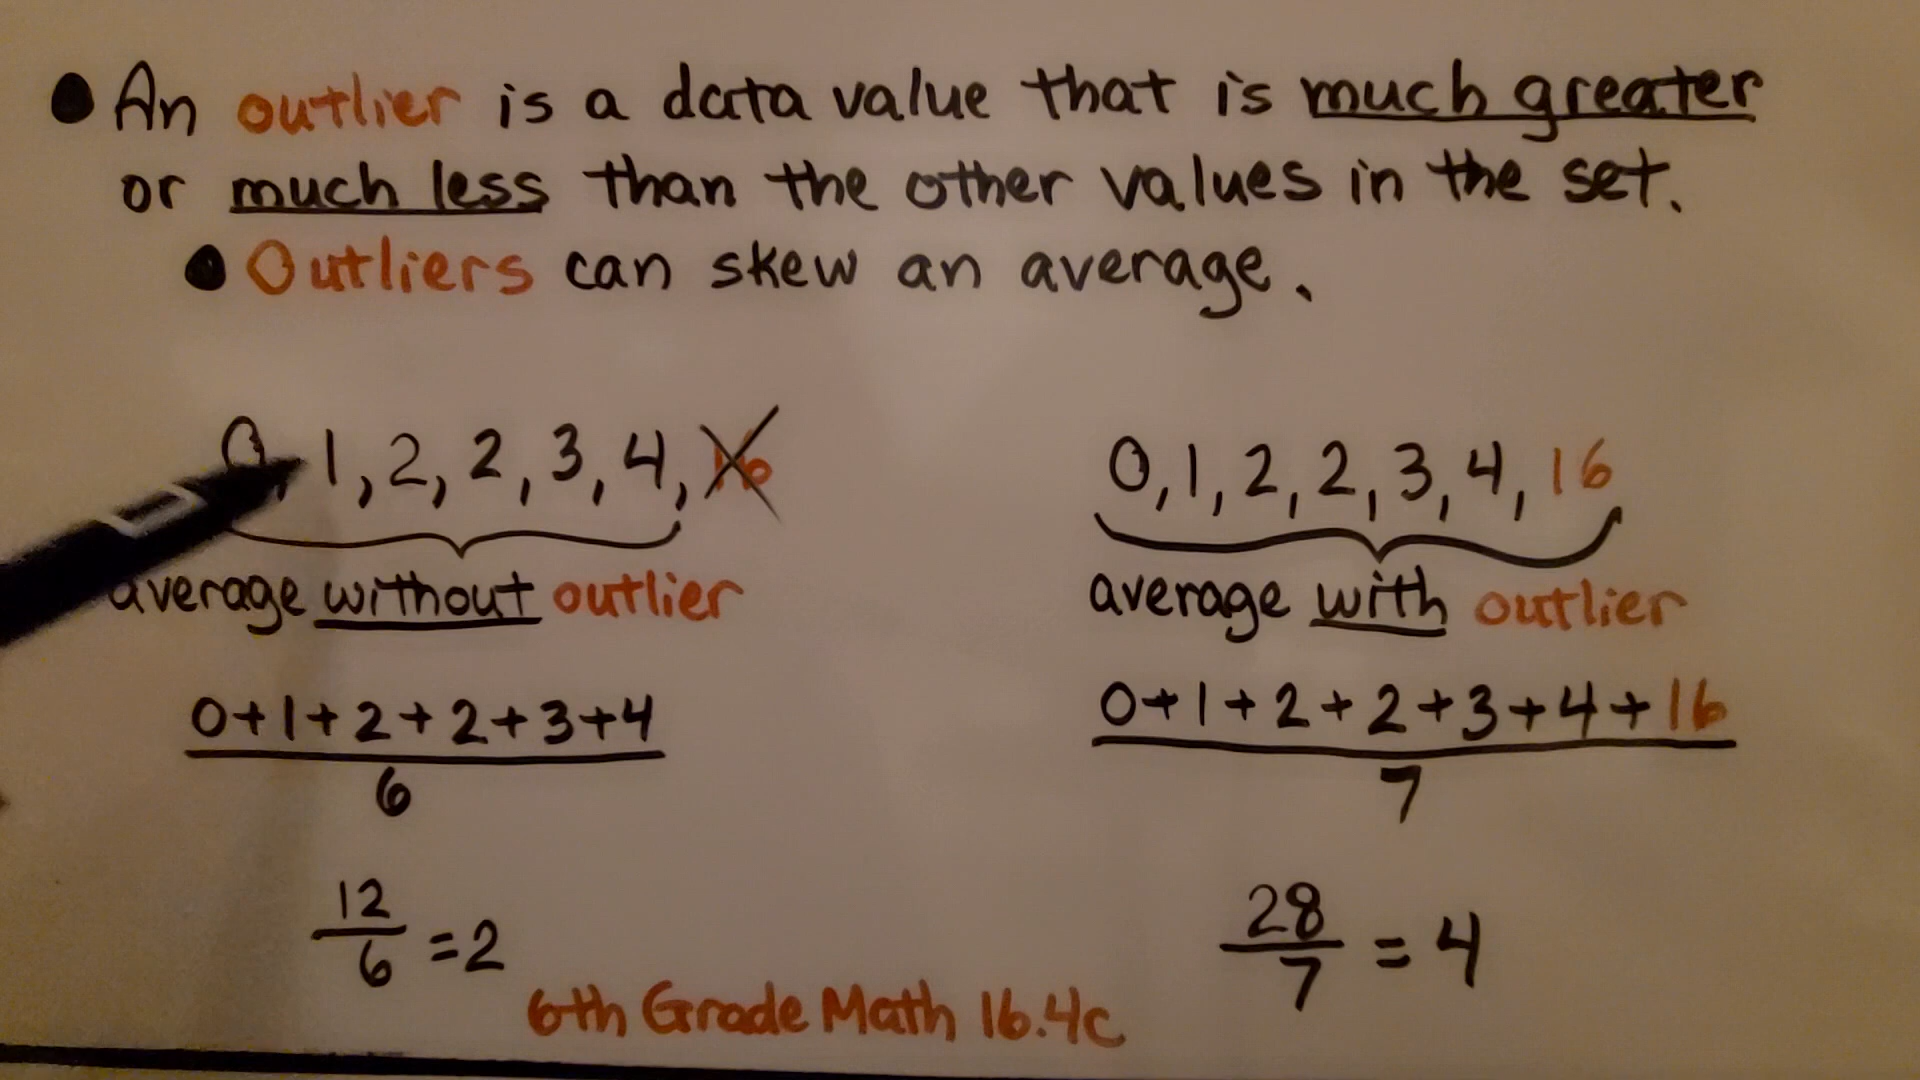 ● An outlier is a data value that is much greater
or much less than the other values in the set.
● Outliers can skew an average.
0, 1, 2, 2, 3, 4, 16
average without outlier
0+1+2+2+3+4
6
12
6
=2
0, 1, 2, 2, 3, 4, 16
average with outlier
0+1+2+2+3+4+16
7
28
7
= 4
6th Grade Math 16.4c